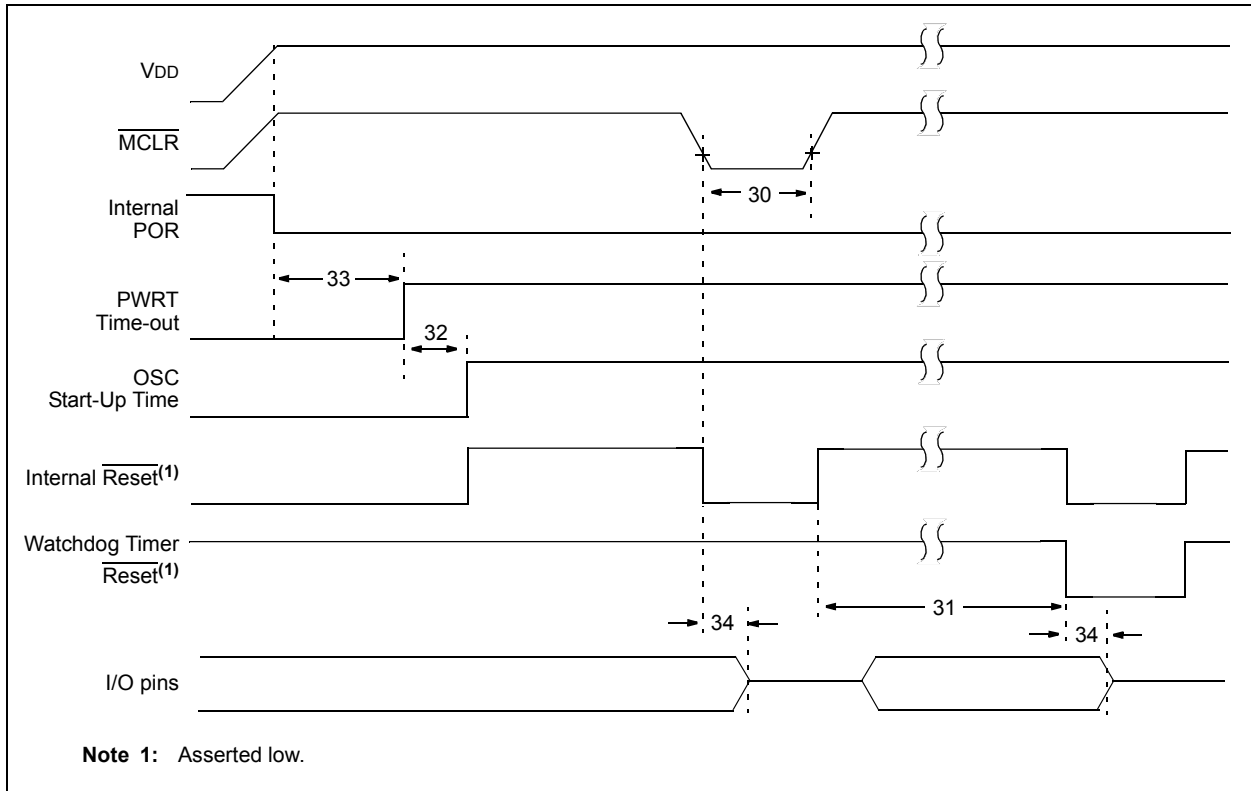 VDD
MCLR
30
Internal
POR
33
PWRT
Time-out
32
OSC
Start-Up Time
Internal Reset(1)
Watchdog Timer
Reset(1)
31
34
34
I/O pins
Note 1: Asserted low.